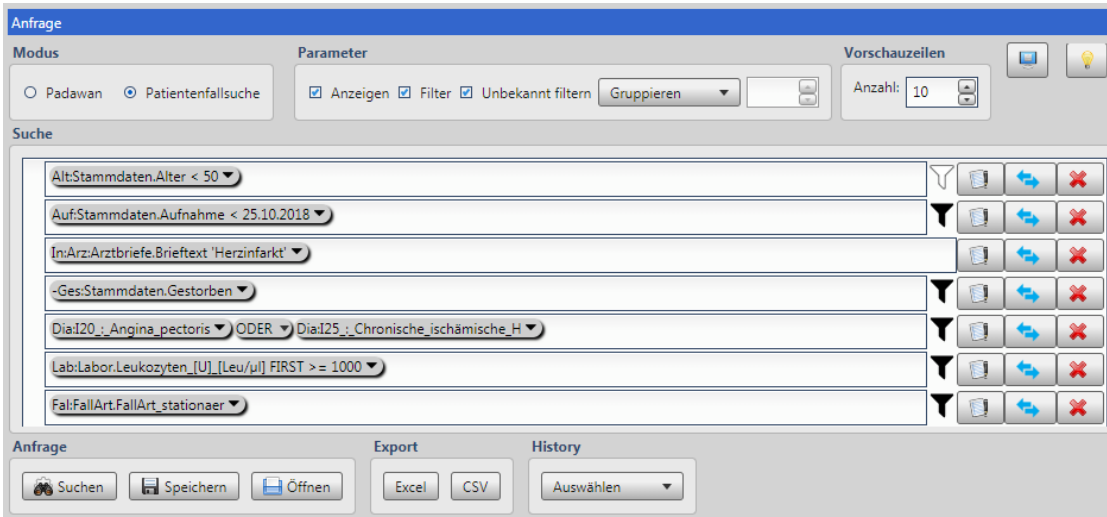 Anfrage
Modus Parameter Vorschauzeilen
Padawan Patientenfallsuche Anzeigen Filter Unbekannt filtern Gruppieren Anzahl: 10
Suche
Alt:Stammdaten.Alter < 50
Auf:Stammdaten.Aufnahme < 25.10.2018
In:Arz:Arztbriefe.Brieftext 'Herzinfarkt'
-Ges:Stammdaten.Gestorben
Dia:I20_:_Angina_pectoris ODER Dia:I25_:_Chronische_ischämische_H
Lab:Labor.Leukozyten_[U]_[Leu/µl] FIRST >= 1000
Fal:FallArt.FallArt_stationaer
Anfrage Export History
Suchen Speichern Öffnen Excel CSV Auswählen